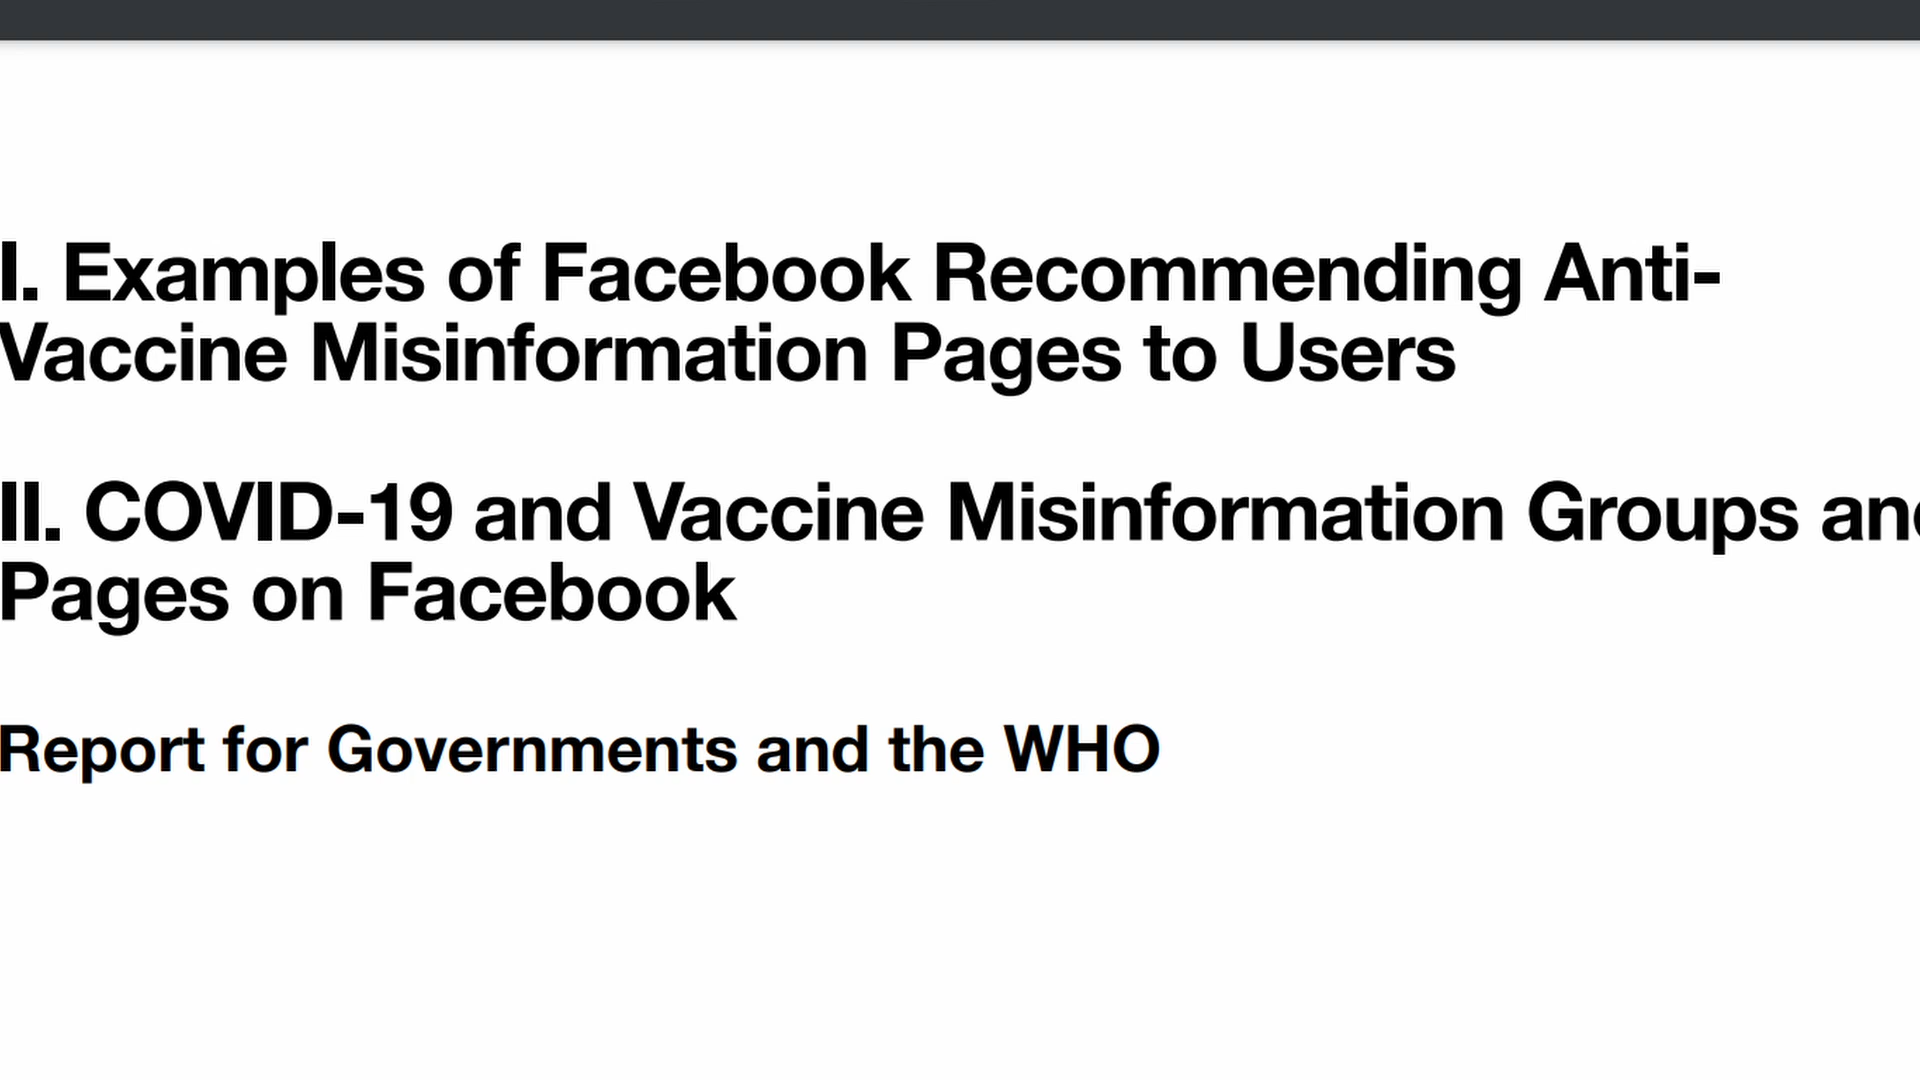 I. Examples of Facebook Recommending Anti-
Vaccine Misinformation Pages to Users
II. COVID-19 and Vaccine Misinformation Groups and
Pages on Facebook
Report for Governments and the WHO